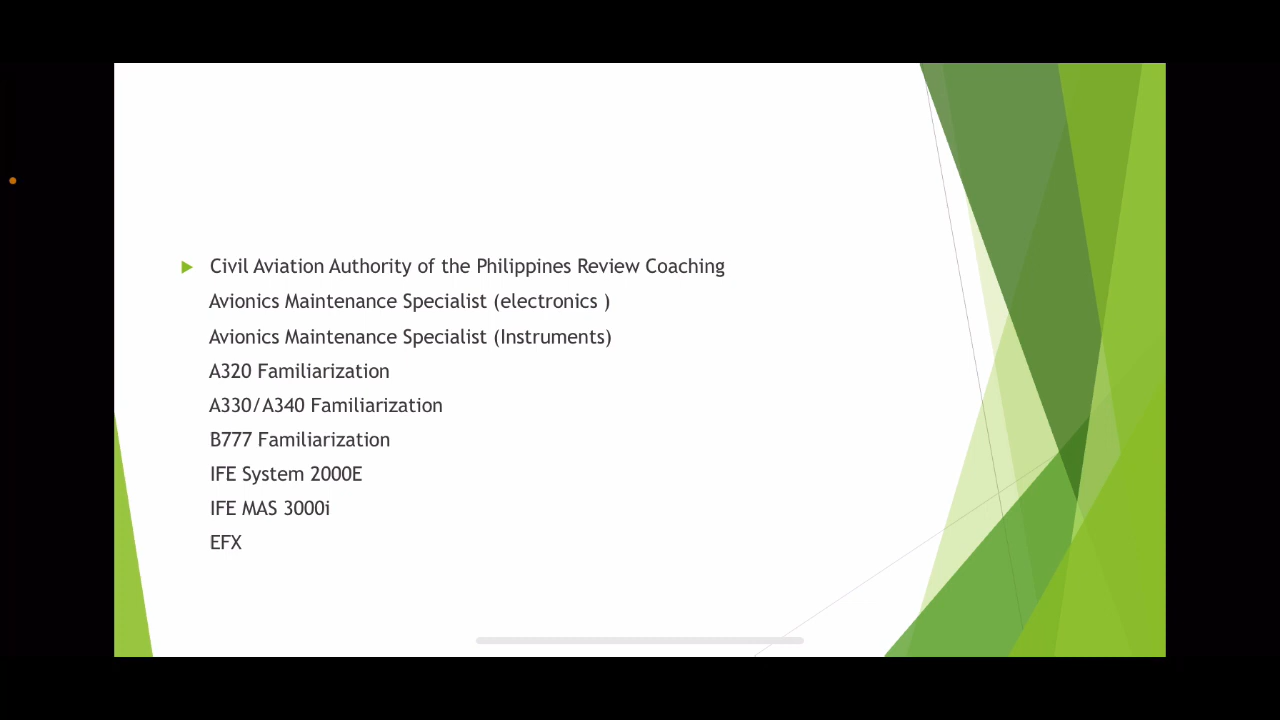 Civil Aviation Authority of the Philippines Review Coaching
Avionics Maintenance Specialist (electronics )
Avionics Maintenance Specialist (Instruments)
A320 Familiarization
A330/A340 Familiarization
B777 Familiarization
IFE System 2000E
IFE MAS 3000i
EFX